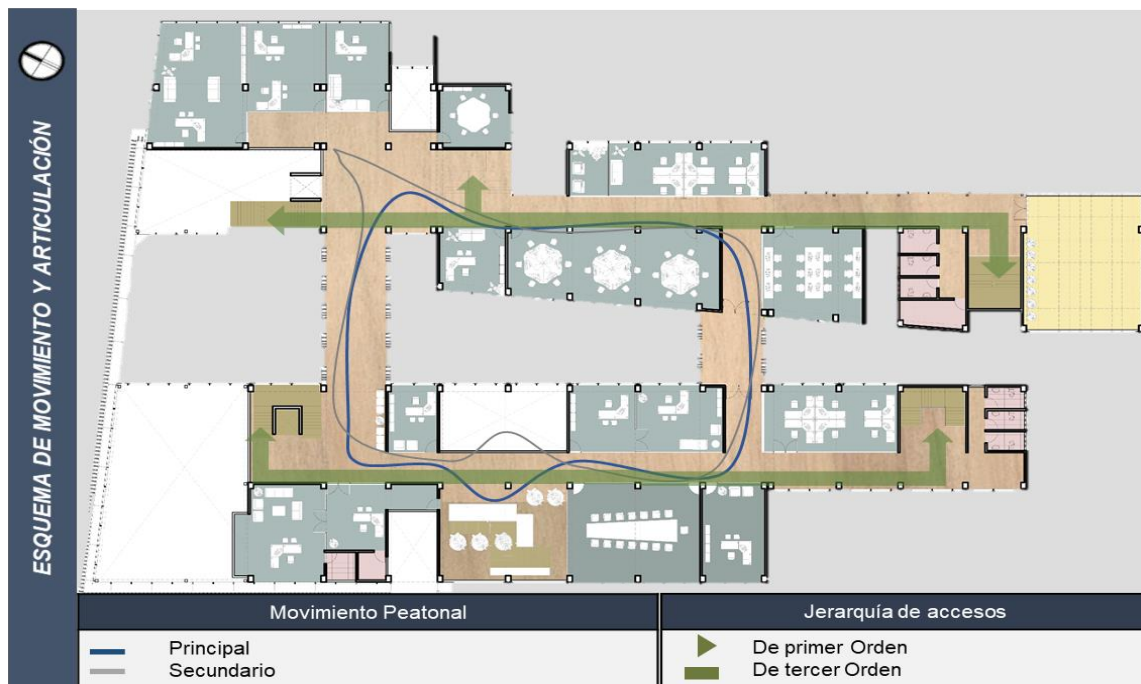 ESQUEMA DE MOVIMIENTO Y ARTICULACIÓN
Movimiento Peatonal
Principal
Secundario
Jerarquía de accesos
De primer Orden
De tercer Orden